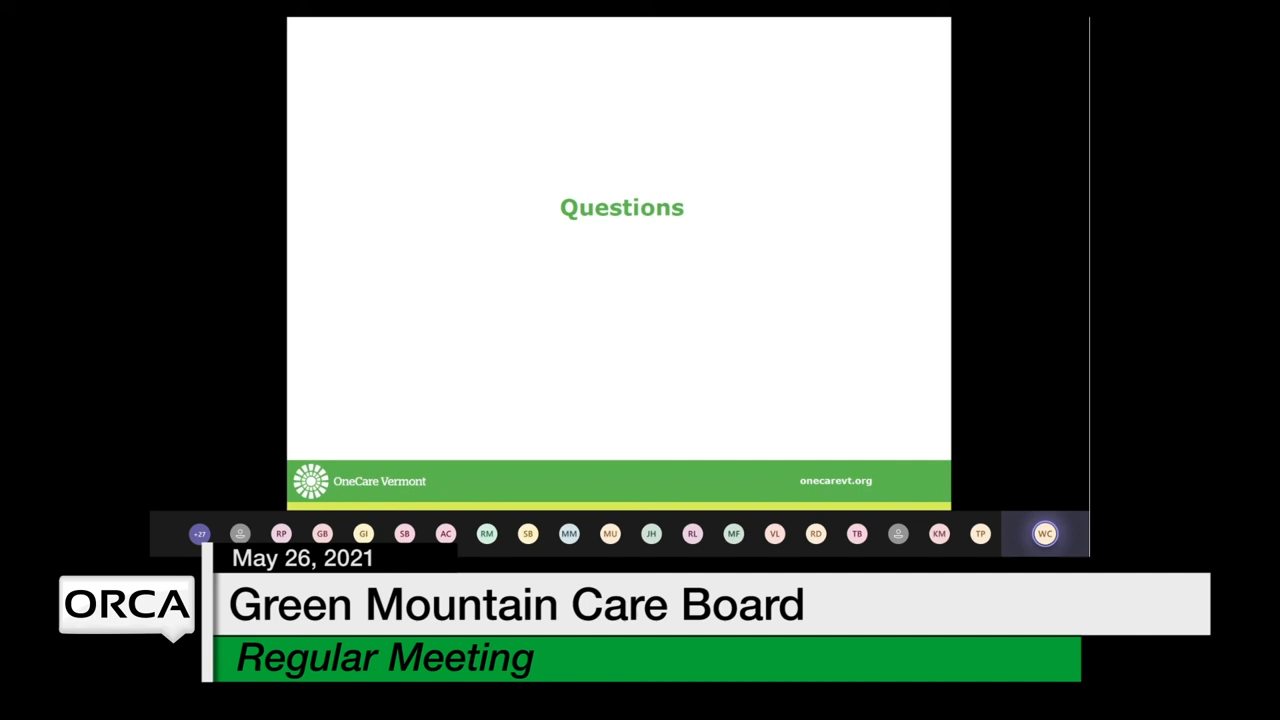 Questions
OneCare Vermont
onecarevt.org
+27 RP GB GI SB AC RM SB MM MU JH RL MF VL RD TB KM TP WC
May 26, 2021
ORCA
Green Mountain Care Board
Regular Meeting